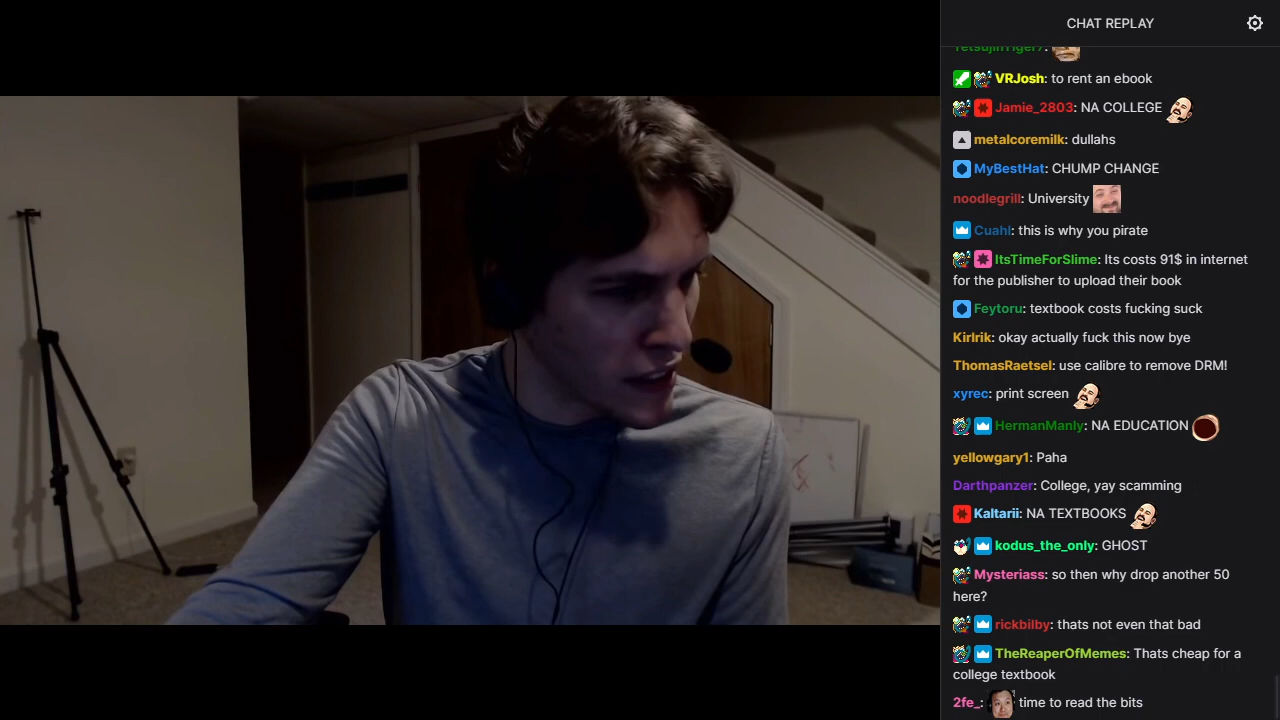 CHAT REPLAY
TetsujinTiger7:
VRJosh: to rent an ebook
Jamie_2803: NA COLLEGE
metalcoremilk: dullahs
MyBestHat: CHUMP CHANGE
noodlegrill: University
Cuahl: this is why you pirate
ItsTimeForSlime: Its costs 91$ in internet
for the publisher to upload their book
Feytoru: textbook costs fucking suck
Kirlrik: okay actually fuck this now bye
ThomasRaetsel: use calibre to remove DRM!
xyrec: print screen
HermanManly: NA EDUCATION
yellowgary1: Paha
Darthpanzer: College, yay scamming
Kaltarii: NA TEXTBOOKS
kodus_the_only: GHOST
Mysteriass: so then why drop another 50
here?
rickbilby: thats not even that bad
TheReaperOfMemes: Thats cheap for a
college textbook
2fe_: time to read the bits